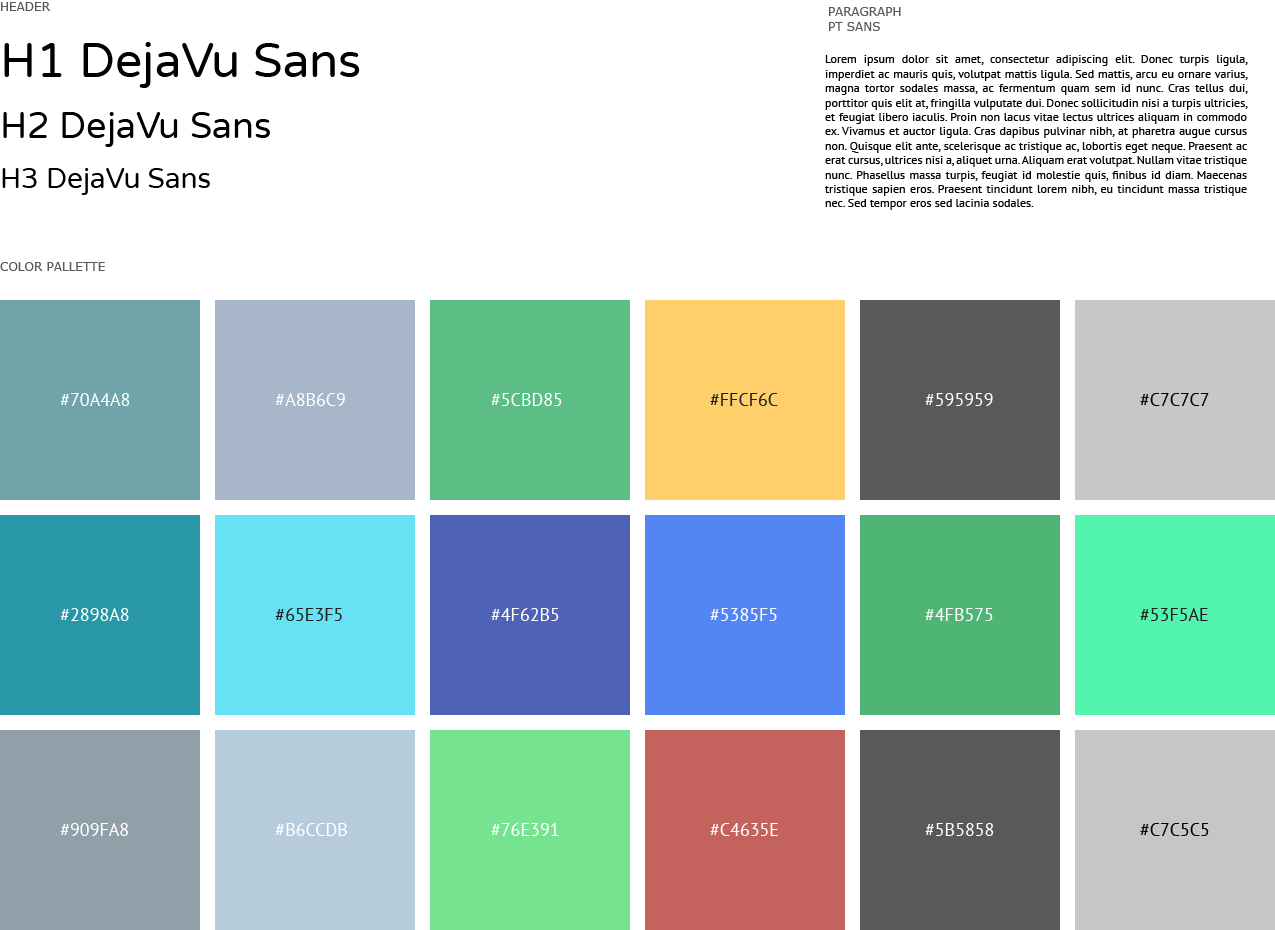 HEADER
H1 DejaVu Sans
H2 DejaVu Sans
H3 DejaVu Sans
PARAGRAPH
PT SANS
Lorem ipsum dolor sit amet, consectetur adipiscing elit. Donec turpis ligula,
imperdiet ac mauris quis, volutpat mattis ligula. Sed mattis, arcu eu ornare varius,
magna tortor sodales massa, ac fermentum quam sem id nunc. Cras tellus dui,
porttitor quis elit at, fringilla vulputate dui. Donec sollicitudin nisi a turpis ultricies,
et feugiat libero iaculis. Proin non lacus vitae lectus ultrices aliquam in commodo
ex. Vivamus et auctor ligula. Cras dapibus pulvinar nibh, at pharetra augue cursus
non. Quisque elit ante, scelerisque ac tristique ac, lobortis eget neque. Praesent ac
erat cursus, ultrices nisi a, aliquet urna. Aliquam erat volutpat. Nullam vitae tristique
nunc. Phasellus massa turpis, feugiat id molestie quis, finibus id diam. Maecenas
tristique sapien eros. Praesent tincidunt lorem nibh, eu tincidunt massa tristique
nec. Sed tempor eros sed lacinia sodales.
COLOR PALLETTE
#70A4A8
#A8B6C9
#5CBD85
#FFCF6C
#595959
#C7C7C7
#2898A8
#65E3F5
#4F62B5
#5385F5
#4FB575
#53F5AE
#909FA8
#B6CCDB
#76E391
#C4635E
#5B5858
#C7C5C5